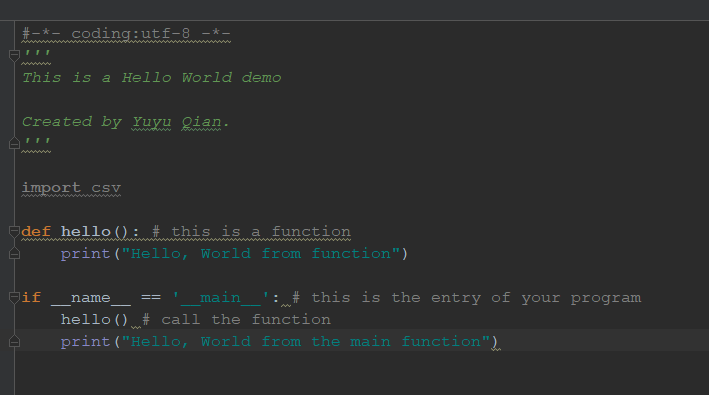 #-*- coding:utf-8 -*-
'''
This is a Hello World demo
Created by Yuyu Qian.
'''
import csv
def hello(): # this is a function
print("Hello, World from function")
if __name__ == '__main__': # this is the entry of your program
hello() # call the function
print("Hello, World from the main function")